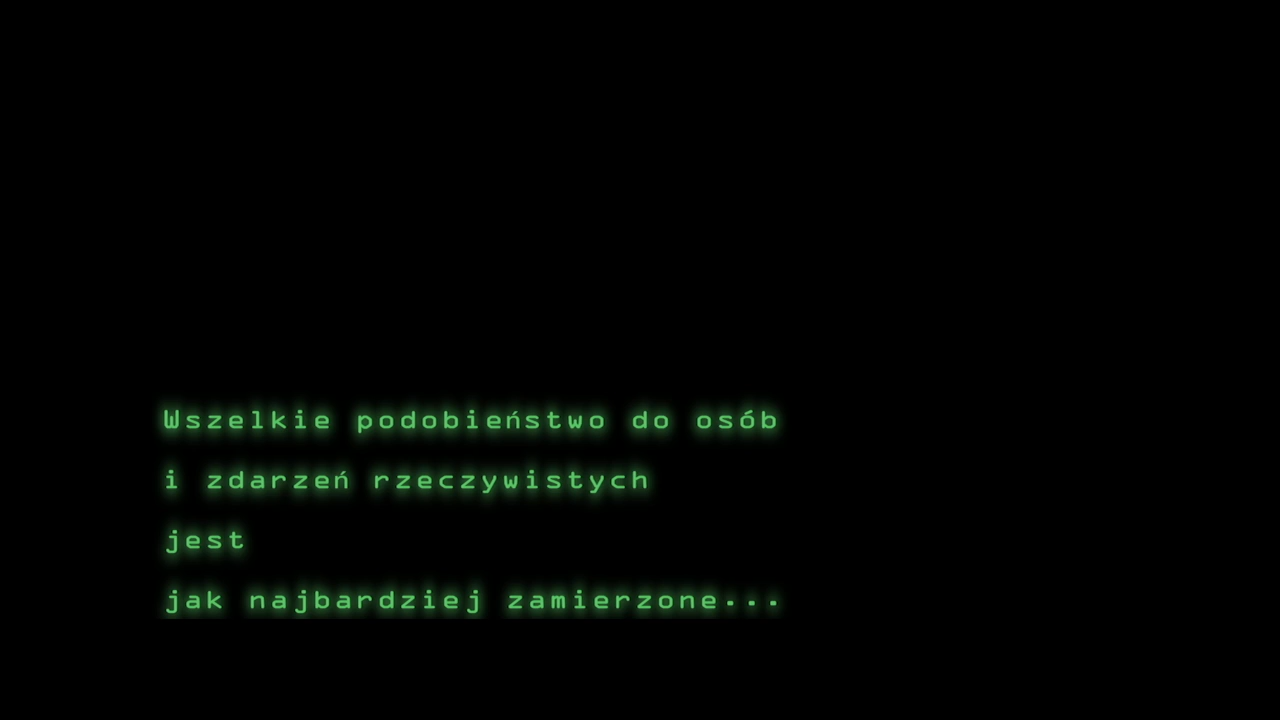 Wszelkie podobieństwo do osób
i zdarzeń rzeczywistych
jest
jak najbardziej zamierzone...